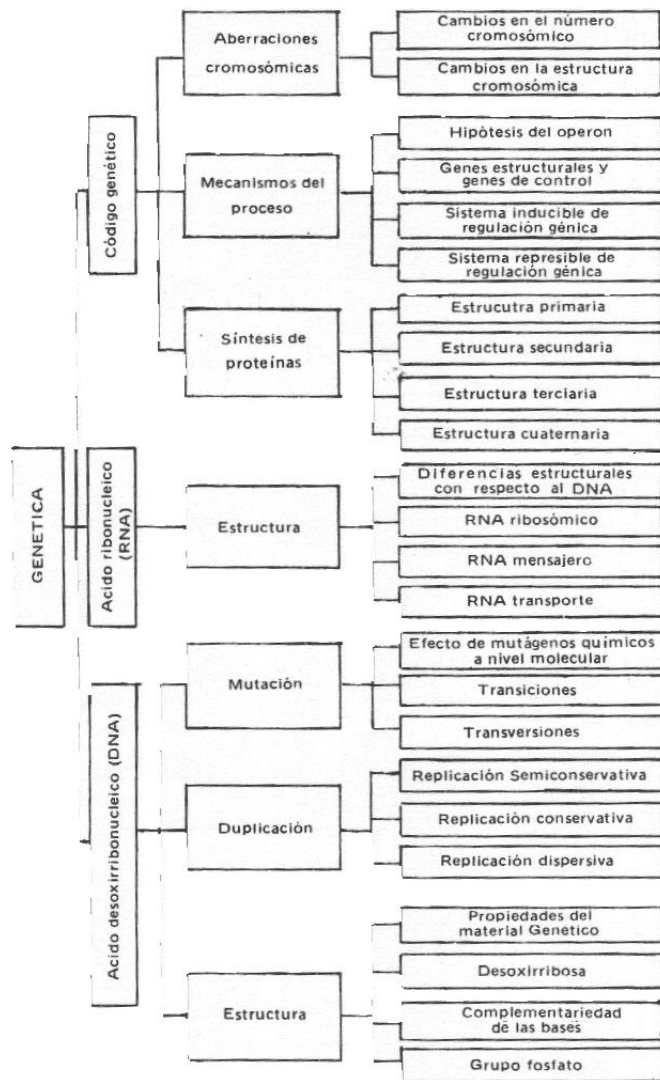 GENETICA
Código genético
Aberraciones
cromosómicas
Cambios en el número
cromosómico
Cambios en la estructura
cromosómica
Mecanismos del
proceso
Hipótesis del operon
Genes estructurales y
genes de control
Sistema inducible de
regulación génica
Sistema represible de
regulación génica
Síntesis de
proteínas
Estrucutra primaria
Estructura secundaria
Estructura terciaria
Estructura cuaternaria
Acido ribonucleico
(RNA)
Estructura
Diferencias estructurales
con respecto al DNA
RNA ribosómico
RNA mensajero
RNA transporte
Acido desoxirribonucleico (DNA)
Mutación
Efecto de mutágenos químicos
a nivel molecular
Transiciones
Transversiones
Duplicación
Replicación Semiconservativa
Replicación conservativa
Replicación dispersiva
Estructura
Propiedades del
material Genético
Desoxirribosa
Complementariedad
de las bases
Grupo fosfato